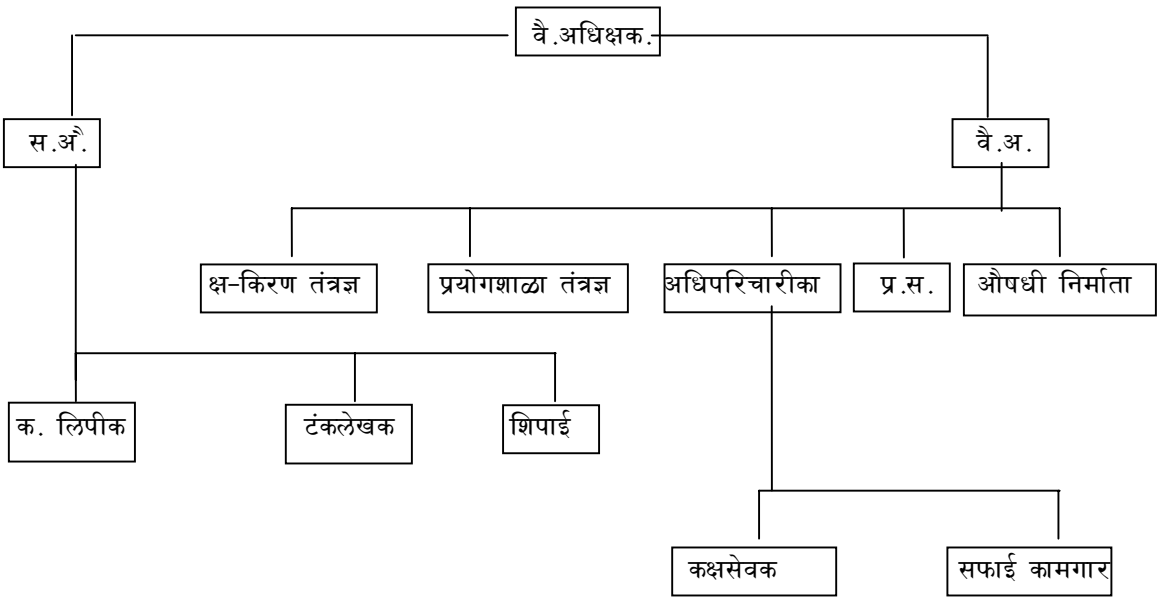 वै.अधिक्षक.
स.अै.
वै.अ.
क्ष-किरण तंत्रज्ञ
प्रयोगशाळा तंत्रज्ञ
अधिपरिचारीका
प्र.स.
औषधी निर्माता
क. लिपीक
टंकलेखक
शिपाई
कक्षसेवक
सफाई कामगार